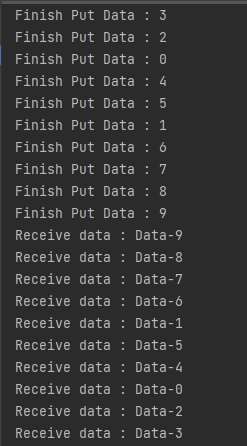 Finish Put Data : 3
Finish Put Data : 2
Finish Put Data : 0
Finish Put Data : 4
Finish Put Data : 5
Finish Put Data : 1
Finish Put Data : 6
Finish Put Data : 7
Finish Put Data : 8
Finish Put Data : 9
Receive data : Data-9
Receive data : Data-8
Receive data : Data-7
Receive data : Data-6
Receive data : Data-1
Receive data : Data-5
Receive data : Data-4
Receive data : Data-0
Receive data : Data-2
Receive data : Data-3